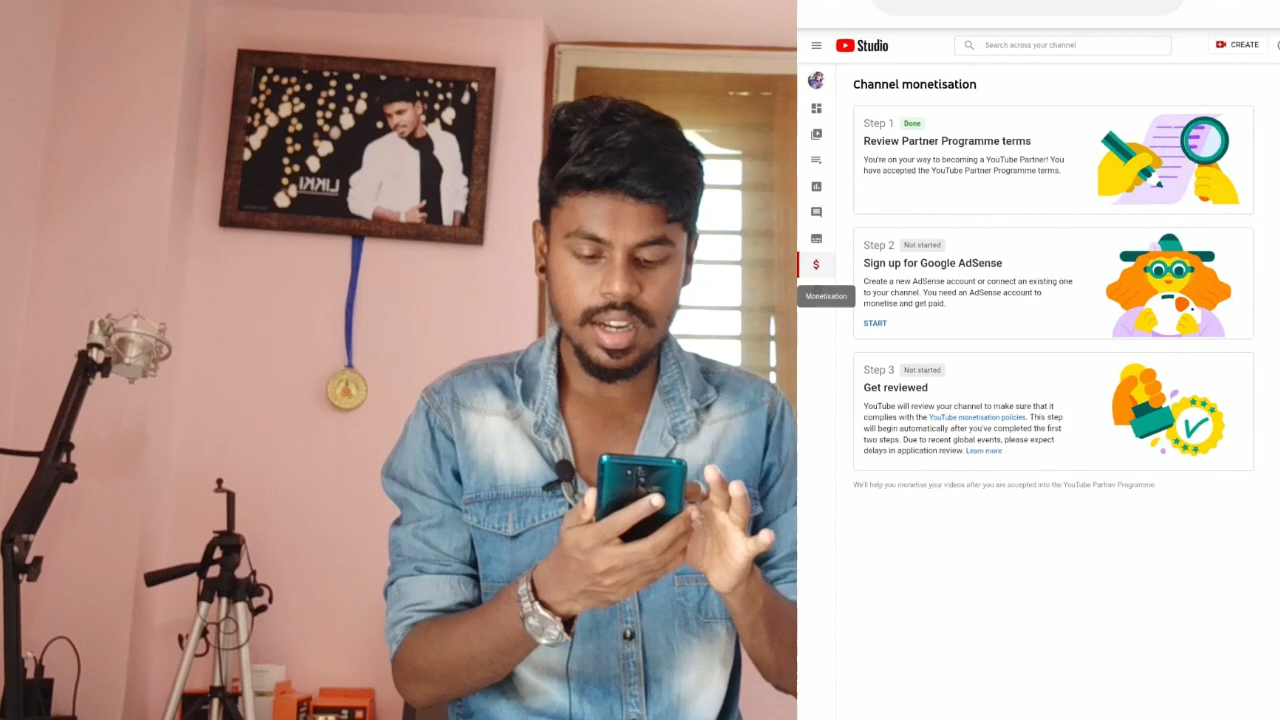 LIKKI
Studio
Search across your channel
CREATE
Channel monetisation
Step 1 Done
Review Partner Programme terms
You're on your way to becoming a YouTube Partner! You
have accepted the YouTube Partner Programme terms.
Step 2 Not started
Sign up for Google AdSense
Create a new AdSense account or connect an existing one
to your channel. You need an AdSense account to
monetise and get paid.
START
$
Monetisation
Step 3 Not started
Get reviewed
YouTube will review your channel to make sure that it
complies with the YouTube monetisation policies. This step
will begin automatically after you've completed the first
two steps. Due to recent global events, please expect
delays in application review. Learn more
We'll help you monetise your videos after you are accepted into the YouTube Partner Programme.